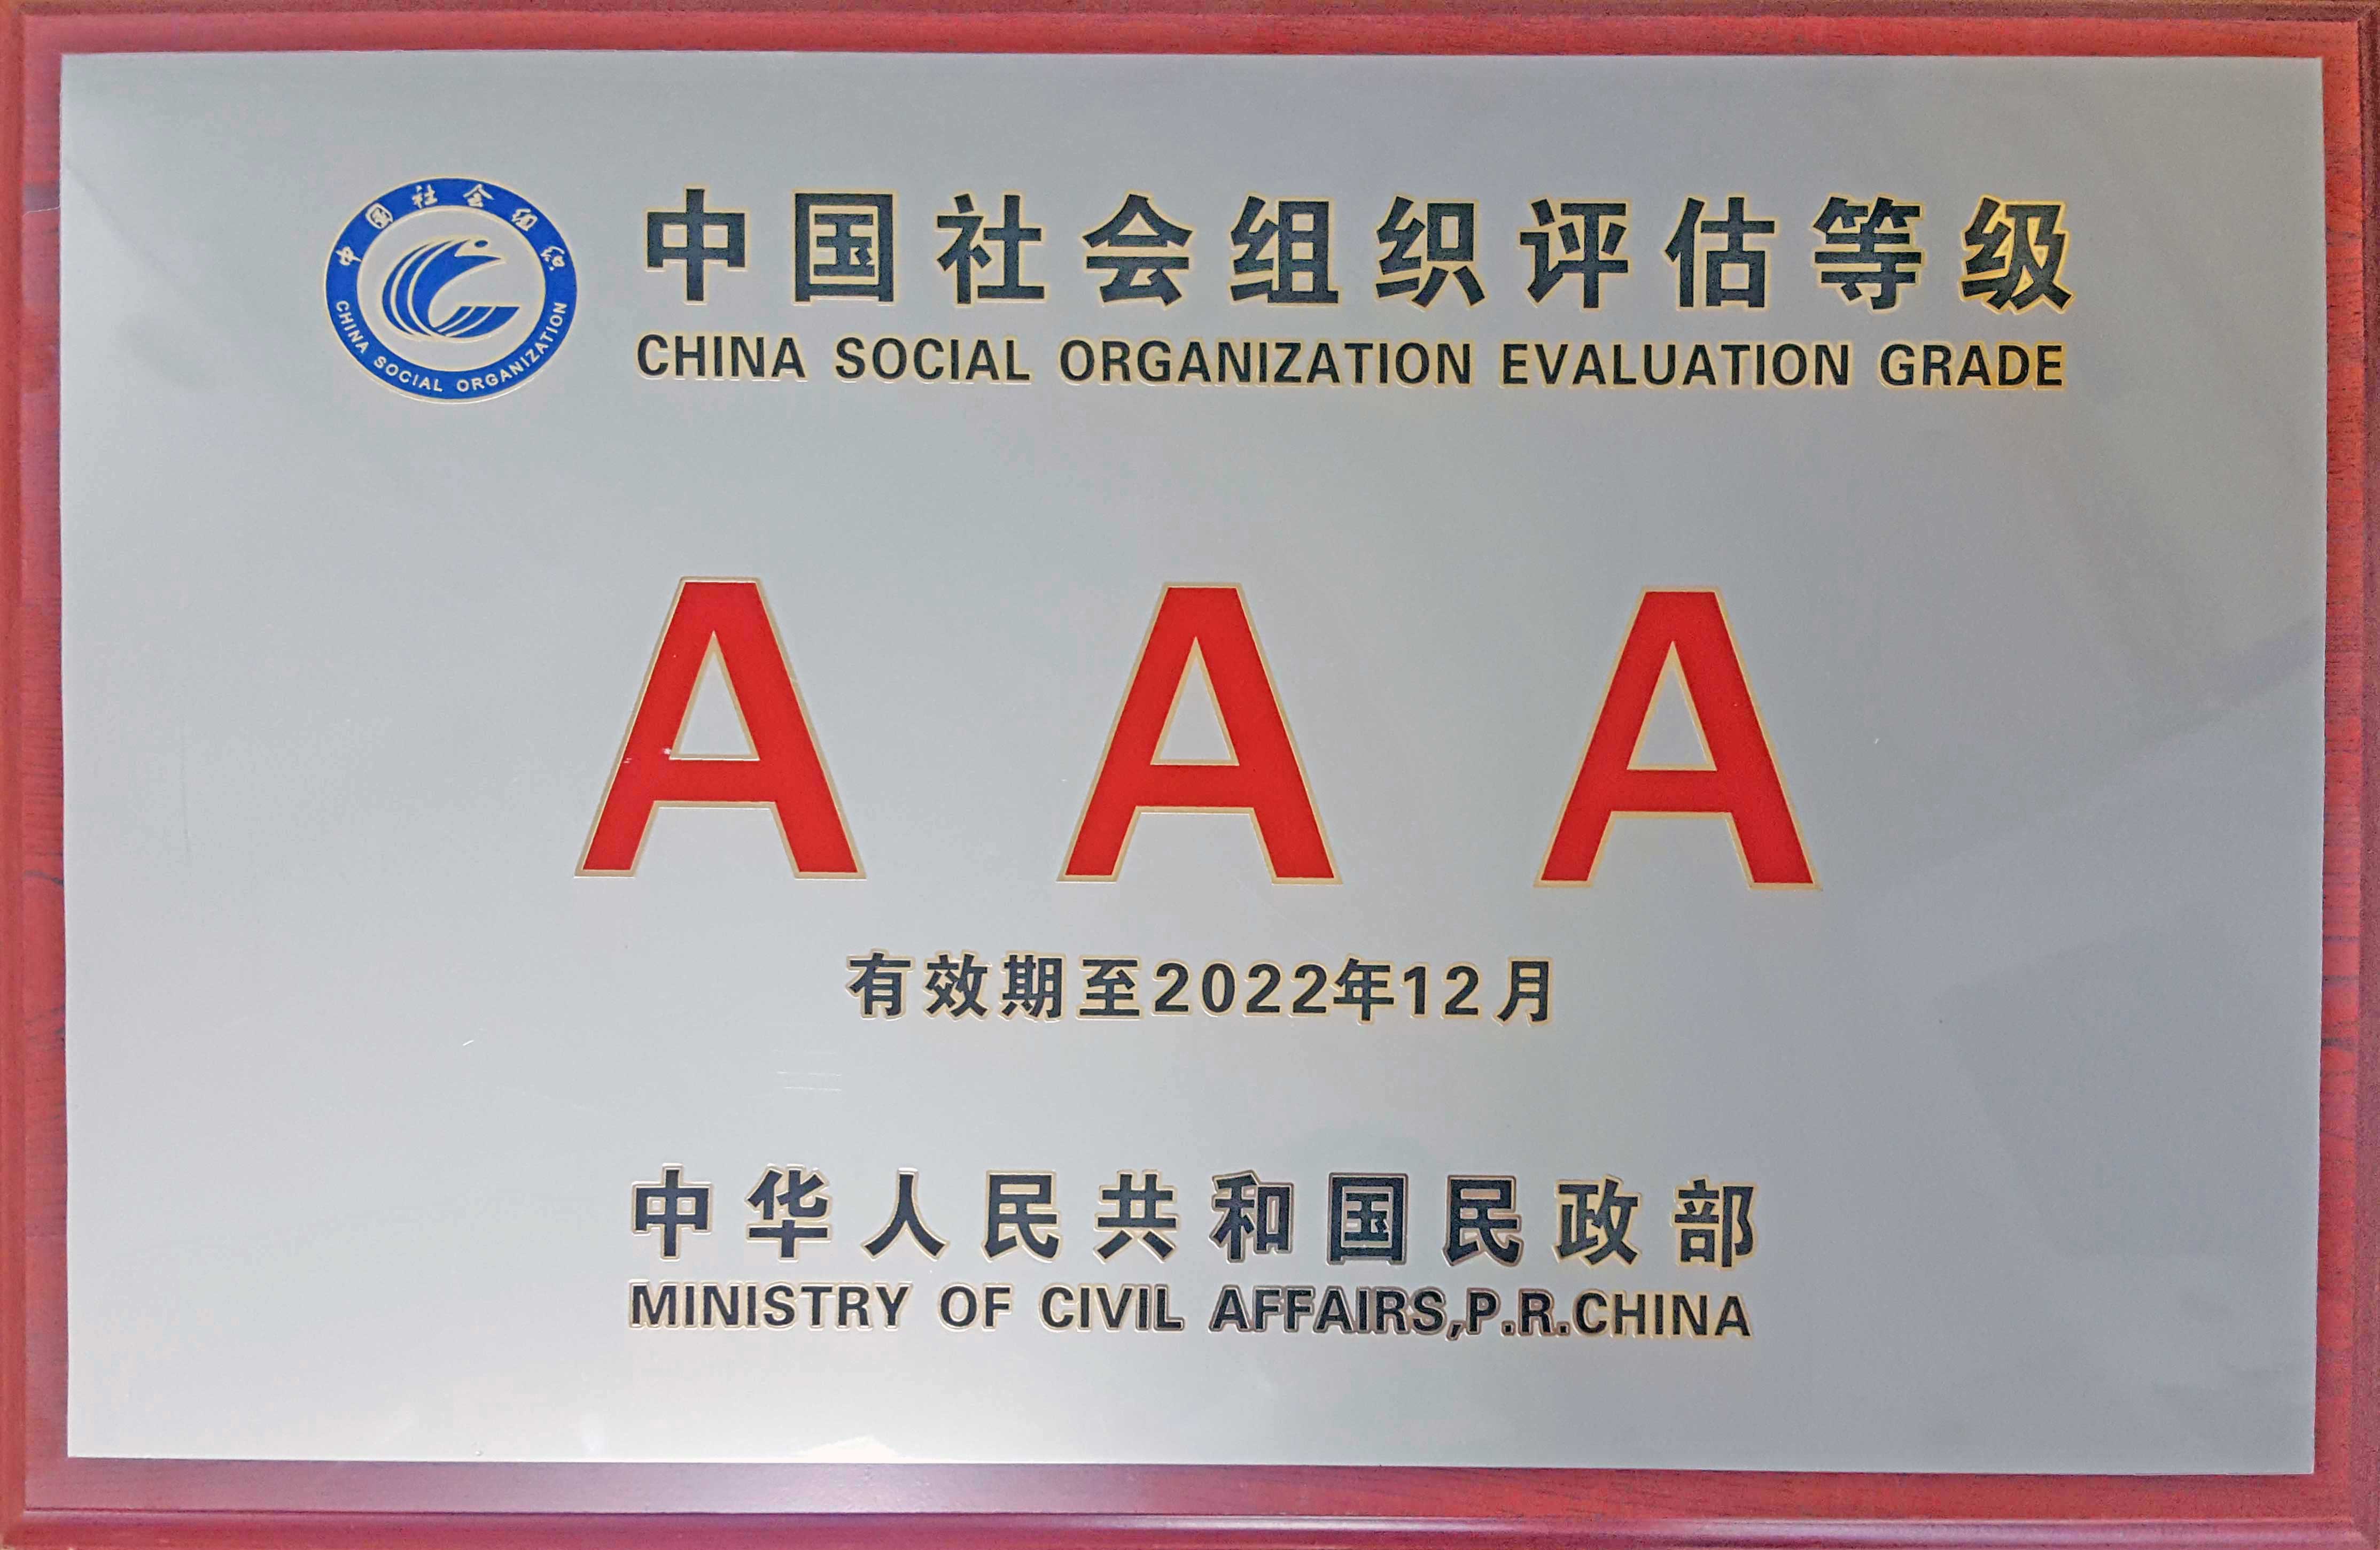 中国社会组织
CHINA SOCIAL ORGANIZATION
中国社会组织评估等级
CHINA SOCIAL ORGANIZATION EVALUATION GRADE
A A A
有效期至2022年12月
中华人民共和国民政部
MINISTRY OF CIVIL AFFAIRS,P.R.CHINA